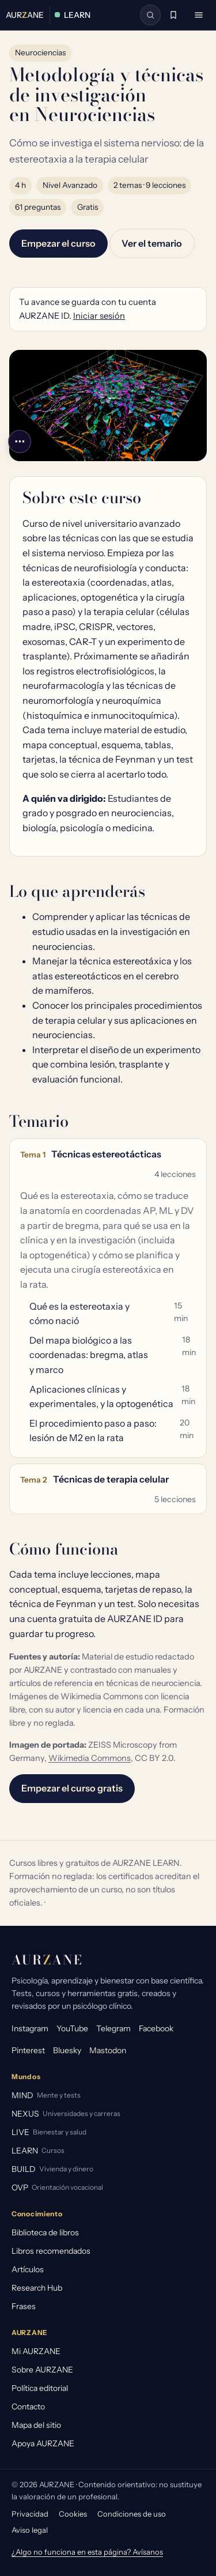 AURZANE LEARN
Neurociencias
Metodología y técnicas
de investigación
en Neurociencias
Cómo se investiga el sistema nervioso: de la
estereotaxia a la terapia celular
4 h Nivel Avanzado 2 temas · 9 lecciones
61 preguntas Gratis
Empezar el curso Ver el temario
Tu avance se guarda con tu cuenta
AURZANE ID. Iniciar sesión
Sobre este curso
Curso de nivel universitario avanzado
sobre las técnicas con las que se estudia
el sistema nervioso. Empieza por las
técnicas de neurofisiología y conducta:
la estereotaxia (coordenadas, atlas,
aplicaciones, optogenética y la cirugía
paso a paso) y la terapia celular (células
madre, iPSC, CRISPR, vectores,
exosomas, CAR-T y un experimento de
trasplante). Próximamente se añadirán
los registros electrofisiológicos, la
neurofarmacología y las técnicas de
neuromorfología y neuroquímica
(histoquímica e inmunocitoquímica).
Cada tema incluye material de estudio,
mapa conceptual, esquema, tablas,
tarjetas, la técnica de Feynman y un test
que solo se cierra al acertarlo todo.
A quién va dirigido: Estudiantes de
grado y posgrado en neurociencias,
biología, psicología o medicina.
Lo que aprenderás
• Comprender y aplicar las técnicas de
estudio usadas en la investigación en
neurociencias.
• Manejar la técnica estereotáxica y los
atlas estereotácticos en el cerebro
de mamíferos.
• Conocer los principales procedimientos
de terapia celular y sus aplicaciones en
neurociencias.
• Interpretar el diseño de un experimento
que combina lesión, trasplante y
evaluación funcional.
Temario
Tema 1 Técnicas estereotácticas
4 lecciones
Qué es la estereotaxia, cómo se traduce
la anatomía en coordenadas AP, ML y DV
a partir de bregma, para qué se usa en la
clínica y en la investigación (incluida
la optogenética) y cómo se planifica y
ejecuta una cirugía estereotáxica en
la rata.
Qué es la estereotaxia y
cómo nació
15
min
Del mapa biológico a las
coordenadas: bregma, atlas
y marco
18
min
Aplicaciones clínicas y
experimentales, y la optogenética
18
min
El procedimiento paso a paso:
lesión de M2 en la rata
20
min
Tema 2 Técnicas de terapia celular
5 lecciones
Cómo funciona
Cada tema incluye lecciones, mapa
conceptual, esquema, tarjetas de repaso, la
técnica de Feynman y un test. Solo necesitas
una cuenta gratuita de AURZANE ID para
guardar tu progreso.
Fuentes y autoría: Material de estudio redactado
por AURZANE y contrastado con manuales y
artículos de referencia en técnicas de neurociencia.
Imágenes de Wikimedia Commons con licencia
libre, con su autor y licencia en cada una. Formación
libre y no reglada.
Imagen de portada: ZEISS Microscopy from
Germany, Wikimedia Commons, CC BY 2.0.
Empezar el curso gratis
Cursos libres y gratuitos de AURZANE LEARN.
Formación no reglada: los certificados acreditan el
aprovechamiento de un curso, no son títulos
oficiales. ·
AURZANE
Psicología, aprendizaje y bienestar con base científica.
Tests, cursos y herramientas gratis, creados y
revisados por un psicólogo clínico.
Instagram YouTube Telegram Facebook
Pinterest Bluesky Mastodon
Mundos
MIND Mente y tests
NEXUS Universidades y carreras
LIVE Bienestar y salud
LEARN Cursos
BUILD Vivienda y dinero
OVP Orientación vocacional
Conocimiento
Biblioteca de libros
Libros recomendados
Artículos
Research Hub
Frases
AURZANE
Mi AURZANE
Sobre AURZANE
Política editorial
Contacto
Mapa del sitio
Apoya AURZANE
© 2026 AURZANE · Contenido orientativo: no sustituye
la valoración de un profesional.
Privacidad Cookies Condiciones de uso
Aviso legal
¿Algo no funciona en esta página? Avísanos